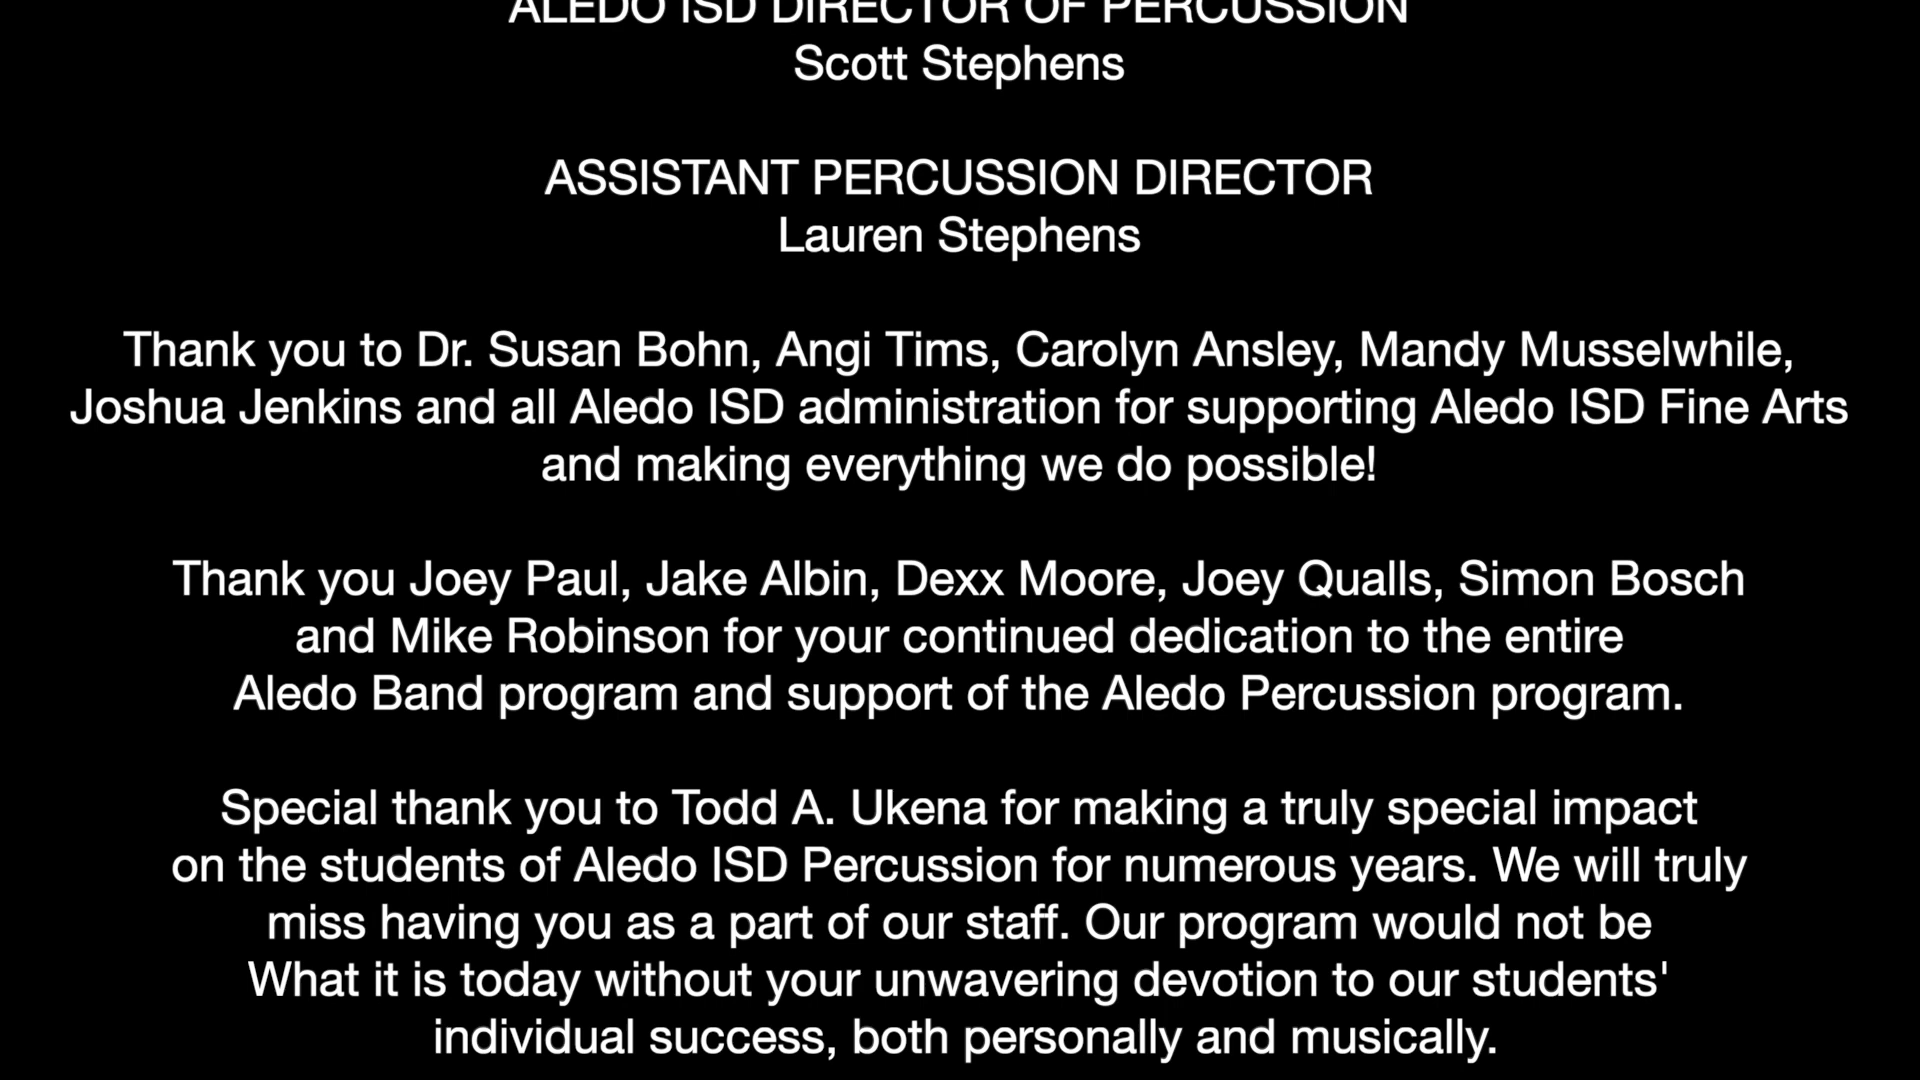 ALEDO ISD DIRECTOR OF PERCUSSION
Scott Stephens
ASSISTANT PERCUSSION DIRECTOR
Lauren Stephens
Thank you to Dr. Susan Bohn, Angi Tims, Carolyn Ansley, Mandy Musselwhile,
Joshua Jenkins and all Aledo ISD administration for supporting Aledo ISD Fine Arts
and making everything we do possible!
Thank you Joey Paul, Jake Albin, Dexx Moore, Joey Qualls, Simon Bosch
and Mike Robinson for your continued dedication to the entire
Aledo Band program and support of the Aledo Percussion program.
Special thank you to Todd A. Ukena for making a truly special impact
on the students of Aledo ISD Percussion for numerous years. We will truly
miss having you as a part of our staff. Our program would not be
What it is today without your unwavering devotion to our students'
individual success, both personally and musically.